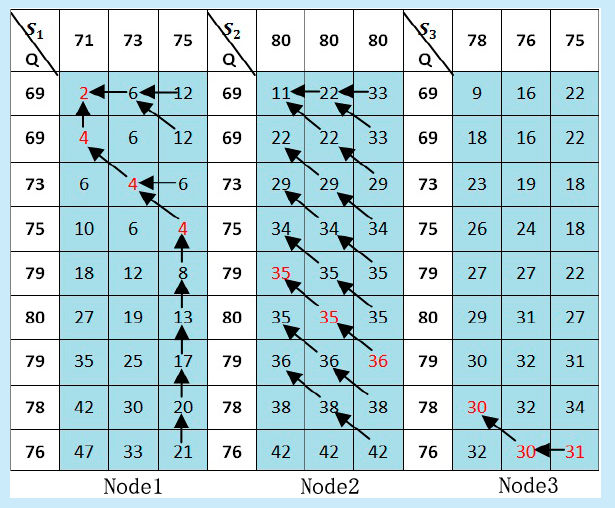 S1 71 73 75 S2 80 80 80 S3 78 76 75
Q Q Q
69 2 6 12 69 11 22 33 69 9 16 22
69 4 6 12 69 22 22 33 69 18 16 22
73 6 4 6 73 29 29 29 73 23 19 18
75 10 6 4 75 34 34 34 75 26 24 18
79 18 12 8 79 35 35 35 79 27 27 22
80 27 19 13 80 35 35 35 80 29 31 27
79 35 25 17 79 36 36 36 79 30 32 31
78 42 30 20 78 38 38 38 78 30 32 34
76 47 33 21 76 42 42 42 76 32 30 31
Node1 Node2 Node3